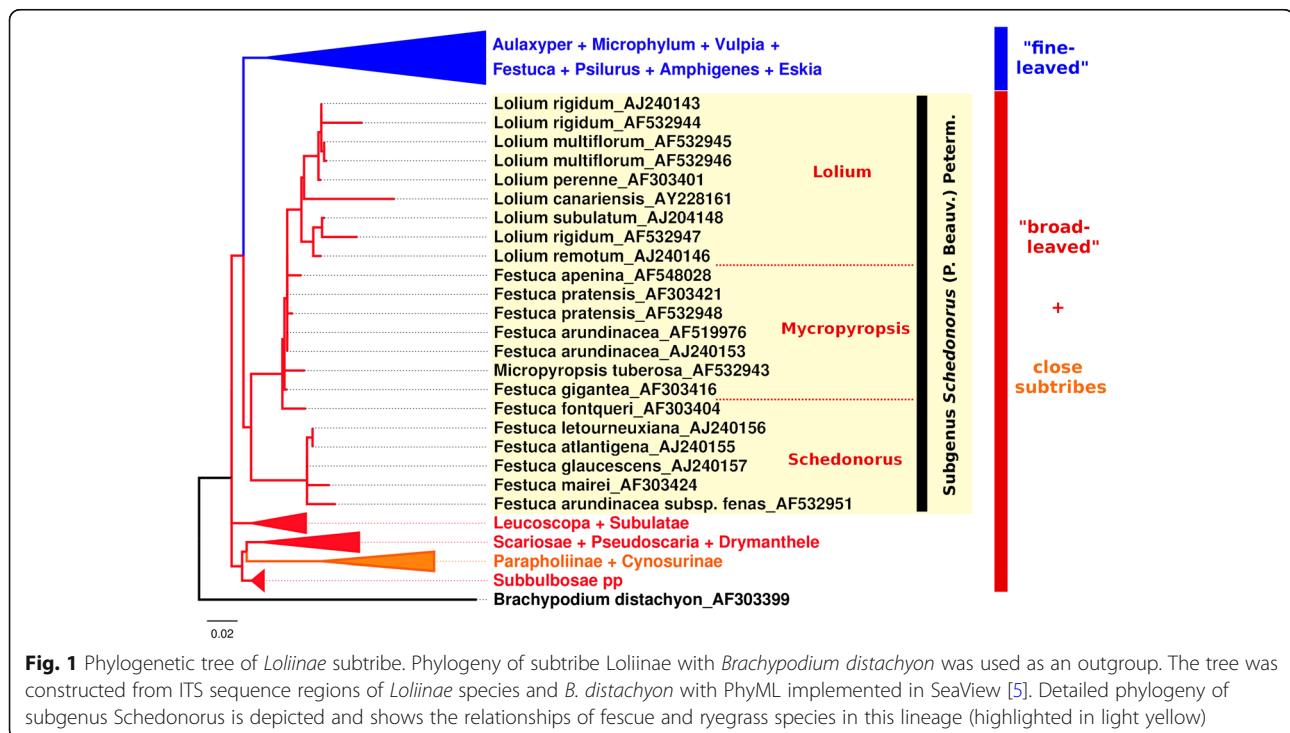 Aulaxyper + Microphylum + Vulpia +
Festuca + Psilurus + Amphigenes + Eskia
"fine-
leaved"
Lolium rigidum_AJ240143
Lolium rigidum_AF532944
Lolium multiflorum_AF532945
Lolium multiflorum_AF532946
Lolium perenne_AF303401
Lolium canariensis_AY228161
Lolium subulatum_AJ204148
Lolium rigidum_AF532947
Lolium remotum_AJ240146
Lolium
Festuca apenina_AF548028
Festuca pratensis_AF303421
Festuca pratensis_AF532948
Festuca arundinacea_AF519976
Festuca arundinacea_AJ240153
Micropyropsis tuberosa_AF532943
Festuca gigantea_AF303416
Mycropyropsis
Festuca fontqueri_AF303404
Festuca letourneuxiana_AJ240156
Festuca atlantigena_AJ240155
Festuca glaucescens_AJ240157
Festuca mairei_AF303424
Festuca arundinacea subsp. fenas_AF532951
Schedonorus
Subgenus Schedonorus (P. Beauv.) Peterm.
"broad-
leaved"
+
close
subtribes
Leucoscopa + Subulatae
Scariosae + Pseudoscaria + Drymanthele
Parapholiinae + Cynosurinae
Subbulbosae pp
Brachypodium distachyon_AF303399
0.02
Fig. 1 Phylogenetic tree of Loliinae subtribe. Phylogeny of subtribe Loliinae with Brachypodium distachyon was used as an outgroup. The tree was
constructed from ITS sequence regions of Loliinae species and B. distachyon with PhyML implemented in SeaView [5]. Detailed phylogeny of
subgenus Schedonorus is depicted and shows the relationships of fescue and ryegrass species in this lineage (highlighted in light yellow)